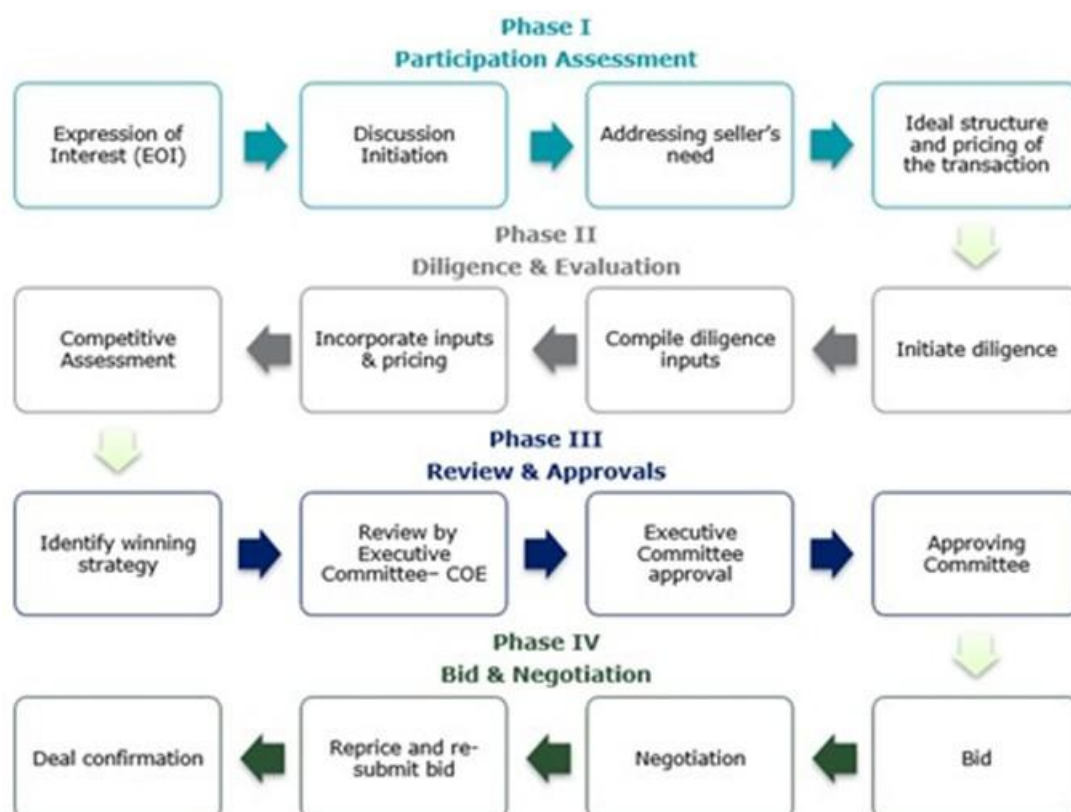 Phase I
Participation Assessment
Expression of
Interest (EOI)
Discussion
Initiation
Addressing seller's
need
Ideal structure
and pricing of
the transaction
Phase II
Diligence & Evaluation
Competitive
Assessment
Incorporate inputs
& pricing
Compile diligence
inputs
Initiate diligence
Phase III
Review & Approvals
Identify winning
strategy
Review by
Executive
Committee– COE
Executive
Committee
approval
Approving
Committee
Phase IV
Bid & Negotiation
Deal confirmation
Reprice and re-
submit bid
Negotiation
Bid